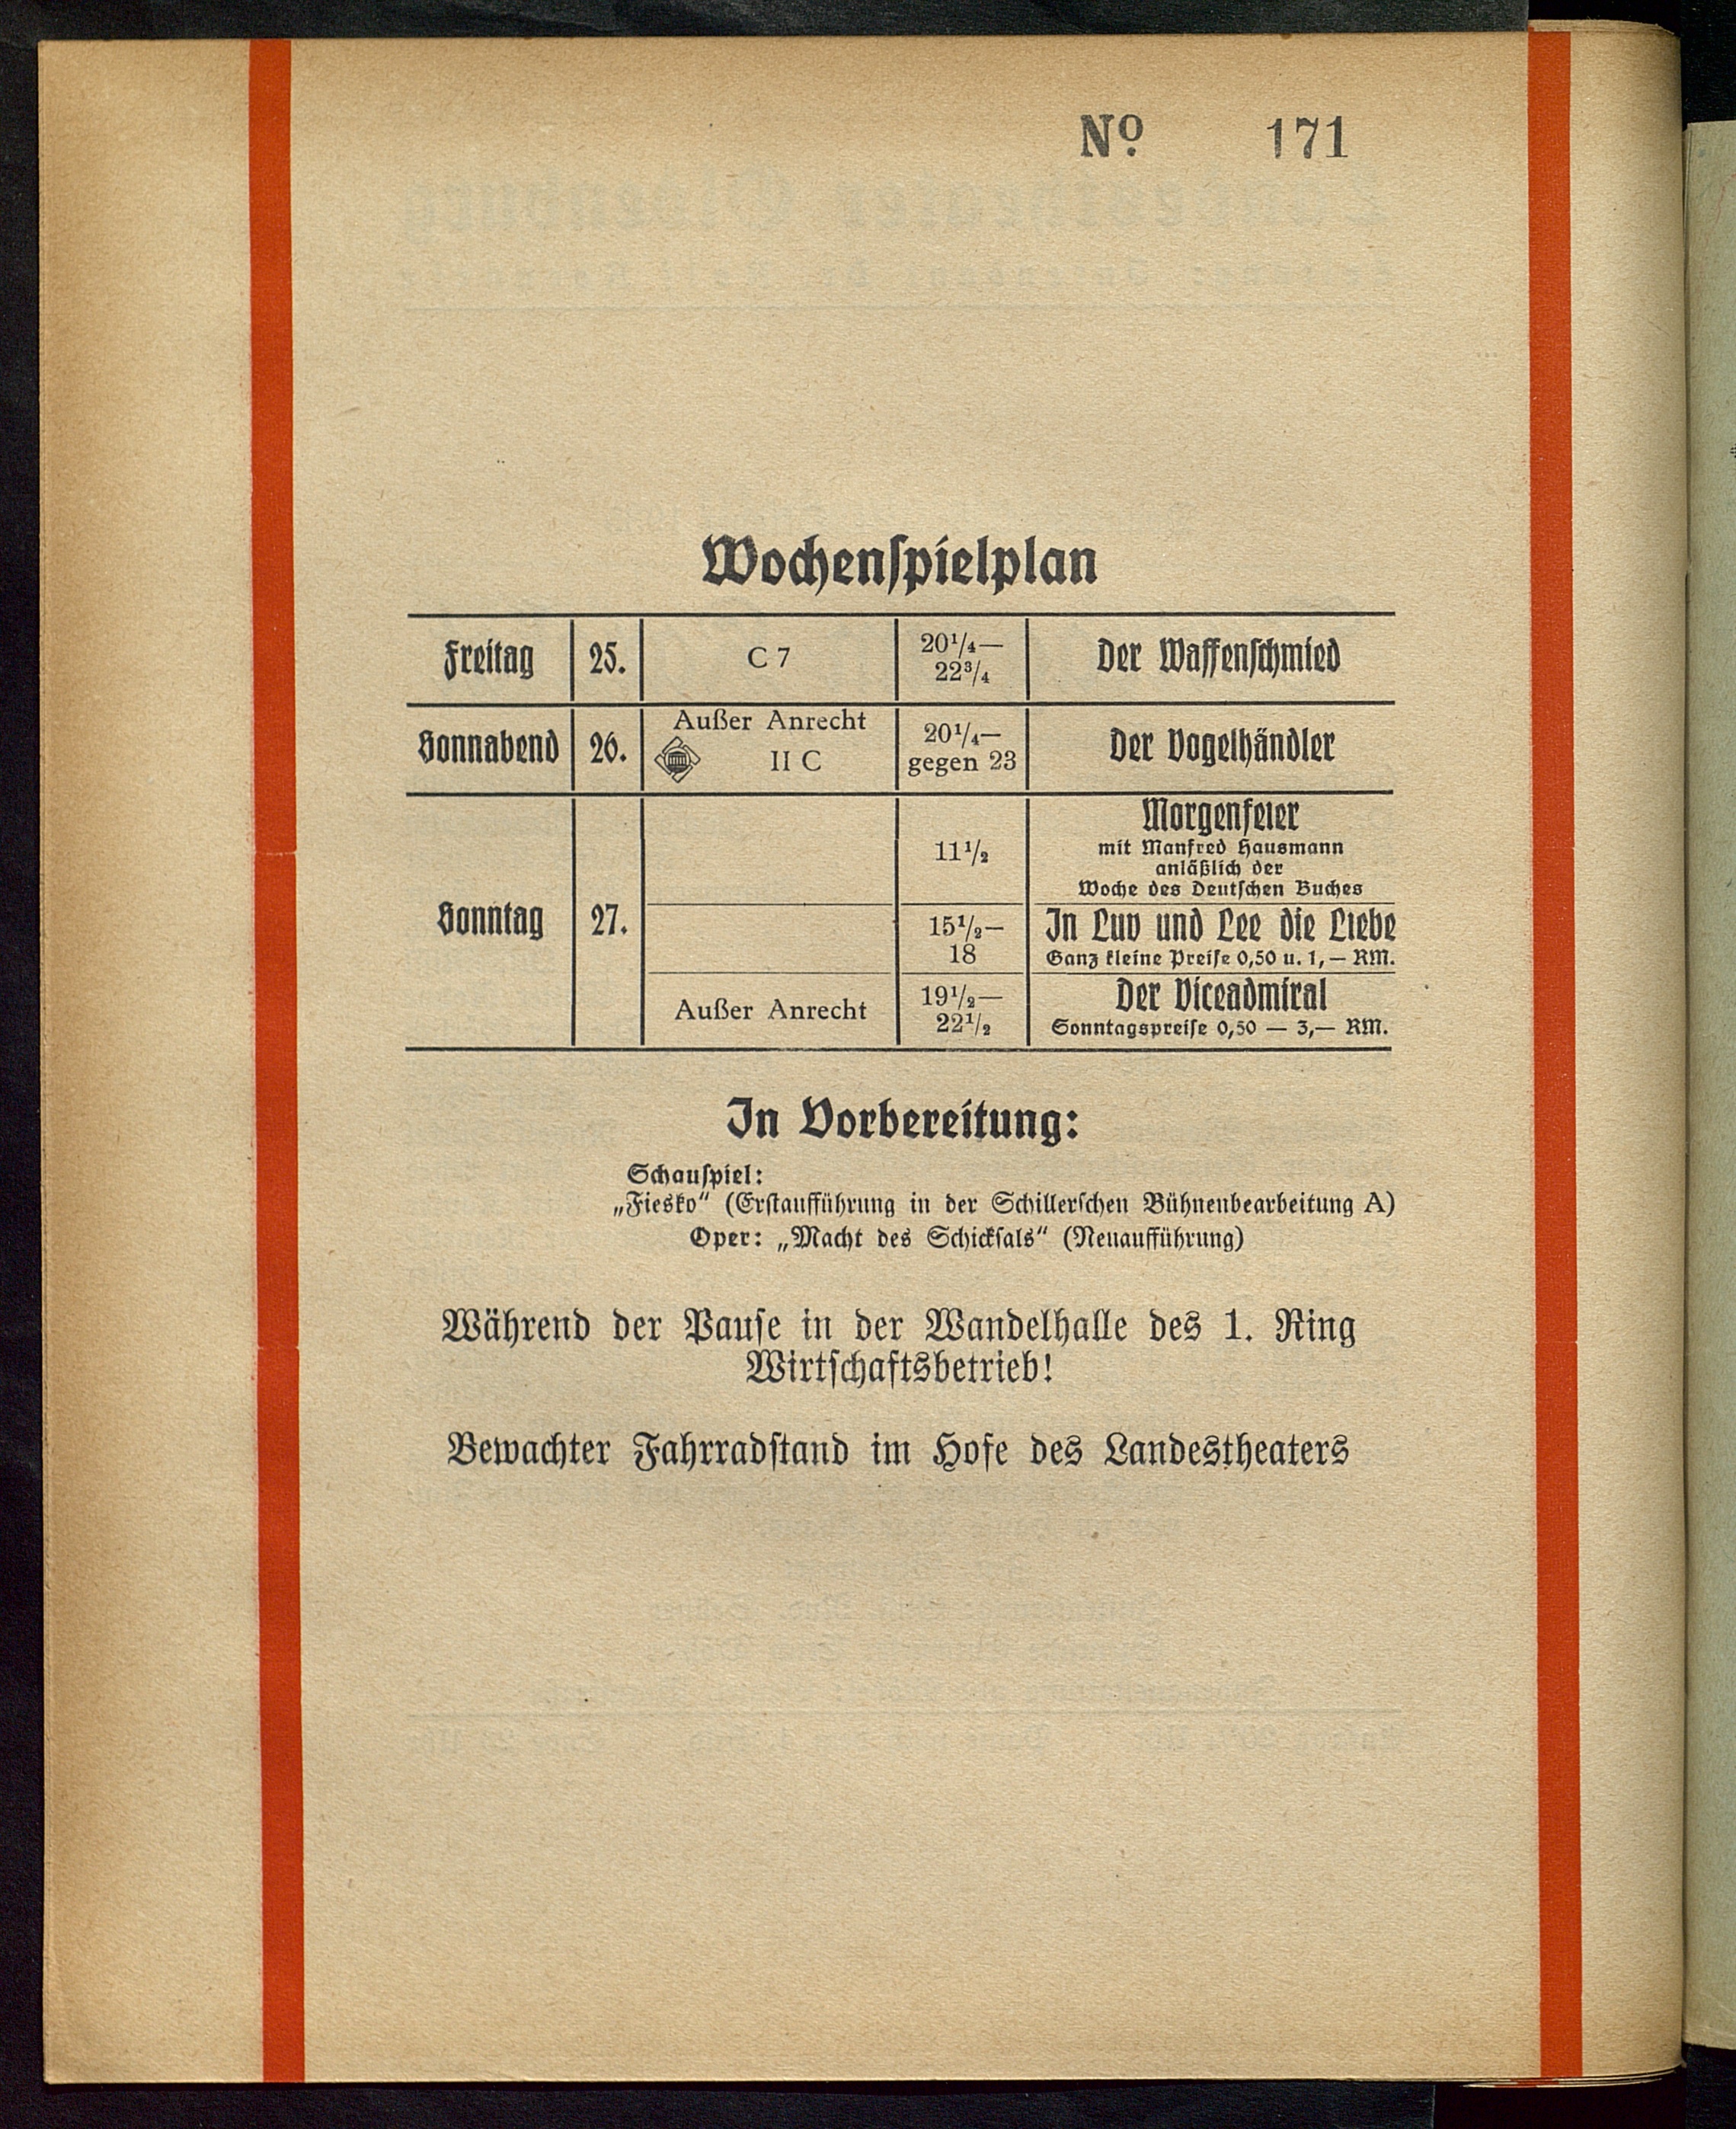 Nº 171
Wochenspielplan
Freitag 25. C 7 20¹/₄— 22³/₄ Der Waffenschmied
Sonnabend 26. Außer Anrecht II C 20¹/₄— gegen 23 Der Vogelhändler
Sonntag 27.
11¹/₂ Morgenfeier
mit Manfred Hausmann
anläßlich der
Woche des Deutschen Buches
15¹/₂— 18 In Luv und Lee die Liebe
Ganz kleine Preise 0,50 u. 1,— RM.
Außer Anrecht 19¹/₂— 22¹/₂ Der Viceadmiral
Sonntagspreise 0,50 — 3,— RM.
In Vorbereitung:
Schauspiel:
„Fiesko“ (Erstaufführung in der Schillerschen Bühnenbearbeitung A)
Oper: „Macht des Schicksals“ (Neuaufführung)
Während der Pause in der Wandelhalle des 1. Ring
Wirtschaftsbetrieb!
Bewachter Fahrradstand im Hofe des Landestheaters